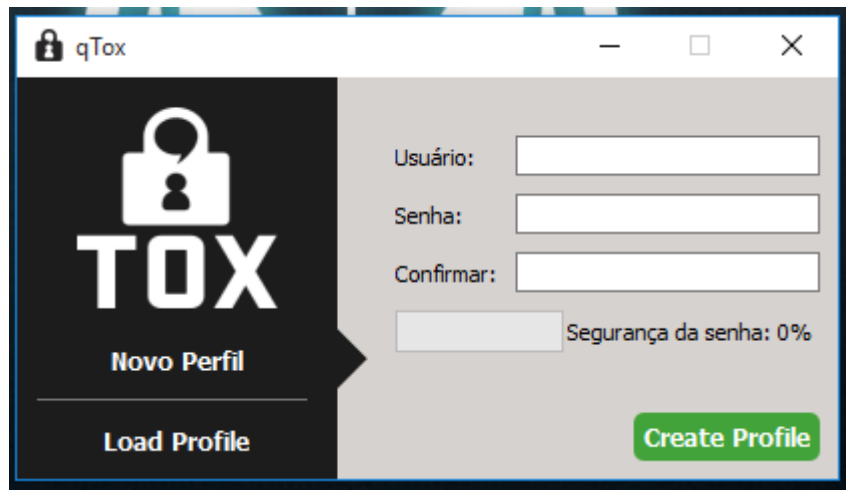 qTox
TOX
Novo Perfil
Load Profile
Usuário:
Senha:
Confirmar:
Segurança da senha: 0%
Create Profile